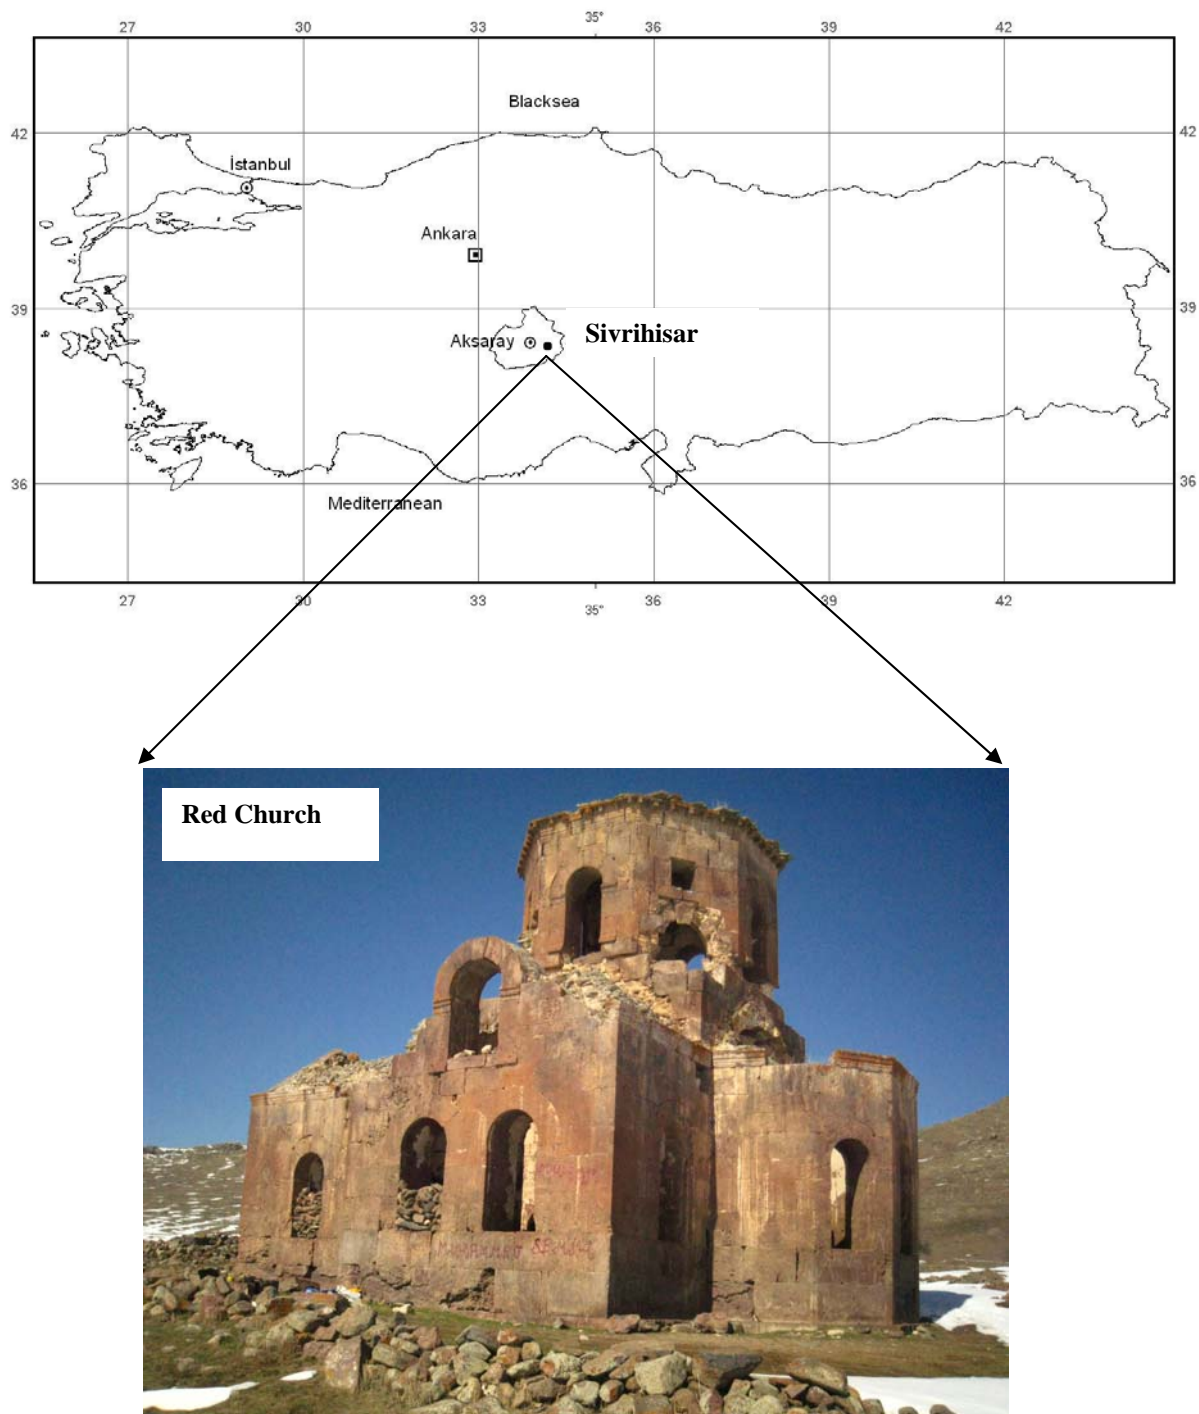 35°
27 30 33 36 39 42
Blacksea
42 42
İstanbul
Ankara
39 39
Sivrihisar
Aksaray
36 36
Mediterranean
27 30 33 36 39 42
35°
Red Church